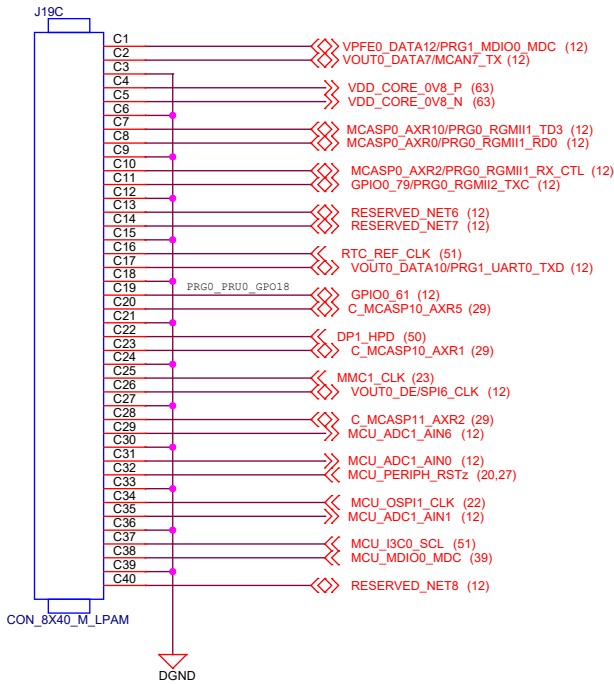 J19C
C1 VPFE0_DATA12/PRG1_MDIO0_MDC (12)
C2 VOUT0_DATA7/MCAN7_TX (12)
C3
C4 VDD_CORE_0V8_P (63)
C5 VDD_CORE_0V8_N (63)
C6
C7 MCASP0_AXR10/PRG0_RGMII1_TD3 (12)
C8 MCASP0_AXR0/PRG0_RGMII1_RD0 (12)
C9
C10 MCASP0_AXR2/PRG0_RGMII1_RX_CTL (12)
C11 GPIO0_79/PRG0_RGMII2_TXC (12)
C12
C13 RESERVED_NET6 (12)
C14 RESERVED_NET7 (12)
C15
C16 RTC_REF_CLK (51)
C17 VOUT0_DATA10/PRG1_UART0_TXD (12)
C18
C19 PRG0_PRU0_GPO18 GPIO0_61 (12)
C20 C_MCASP10_AXR5 (29)
C21
C22 DP1_HPD (50)
C23 C_MCASP10_AXR1 (29)
C24
C25 MMC1_CLK (23)
C26 VOUT0_DE/SPI6_CLK (12)
C27
C28 C_MCASP11_AXR2 (29)
C29 MCU_ADC1_AIN6 (12)
C30
C31 MCU_ADC1_AIN0 (12)
C32 MCU_PERIPH_RSTz (20,27)
C33
C34 MCU_OSPI1_CLK (22)
C35 MCU_ADC1_AIN1 (12)
C36
C37 MCU_I3C0_SCL (51)
C38 MCU_MDIO0_MDC (39)
C39
C40 RESERVED_NET8 (12)
CON_8X40_M_LPAM
DGND